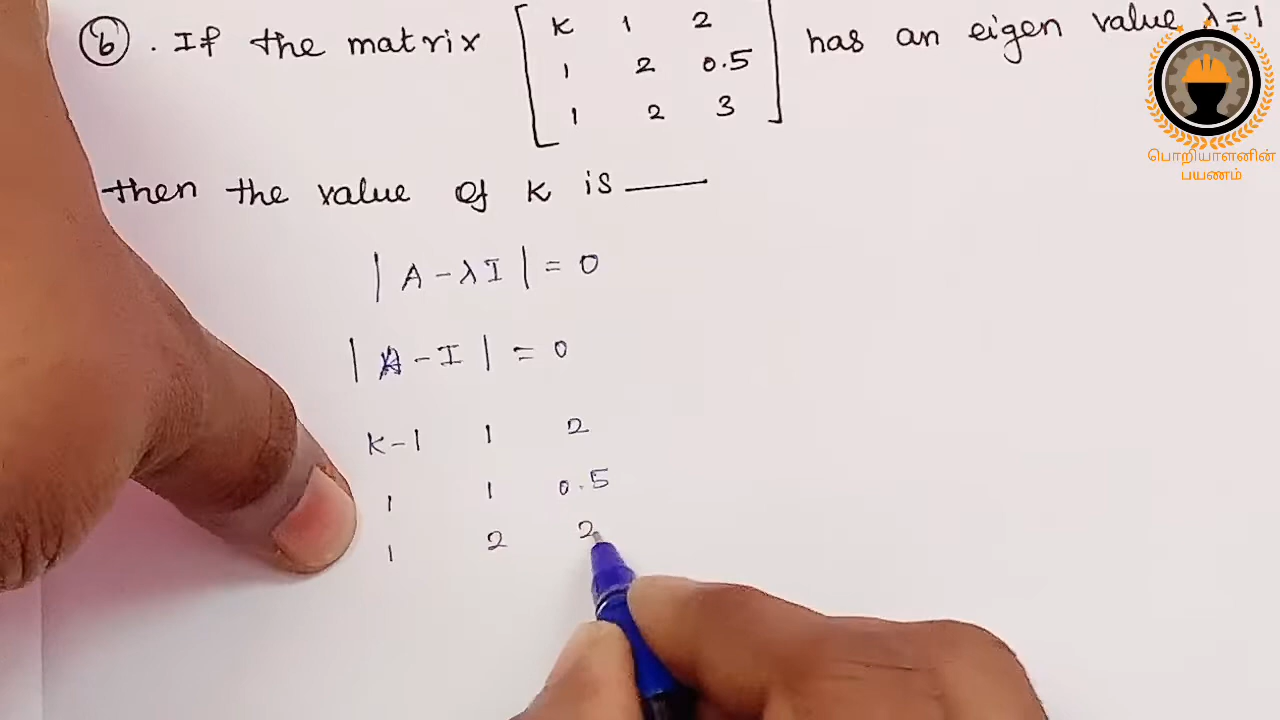 6. If the matrix [ K 1 2 has an eigen value λ=1
1 2 0.5
1 2 3 ]
பொறியாளனின்
பயணம்
then the value of K is ___
| A - λI | = 0
| A - I | = 0
K-1 1 2
1 1 0.5
1 2 2